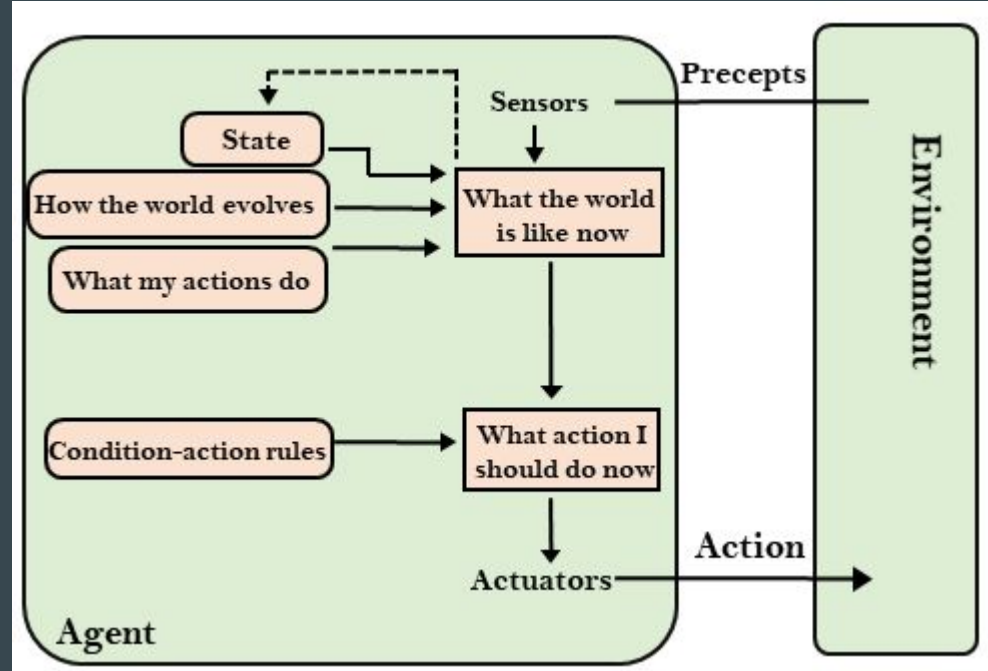 Precepts
Sensors
State
How the world evolves
What my actions do
What the world
is like now
Environment
Condition-action rules
What action I
should do now
Action
Actuators
Agent